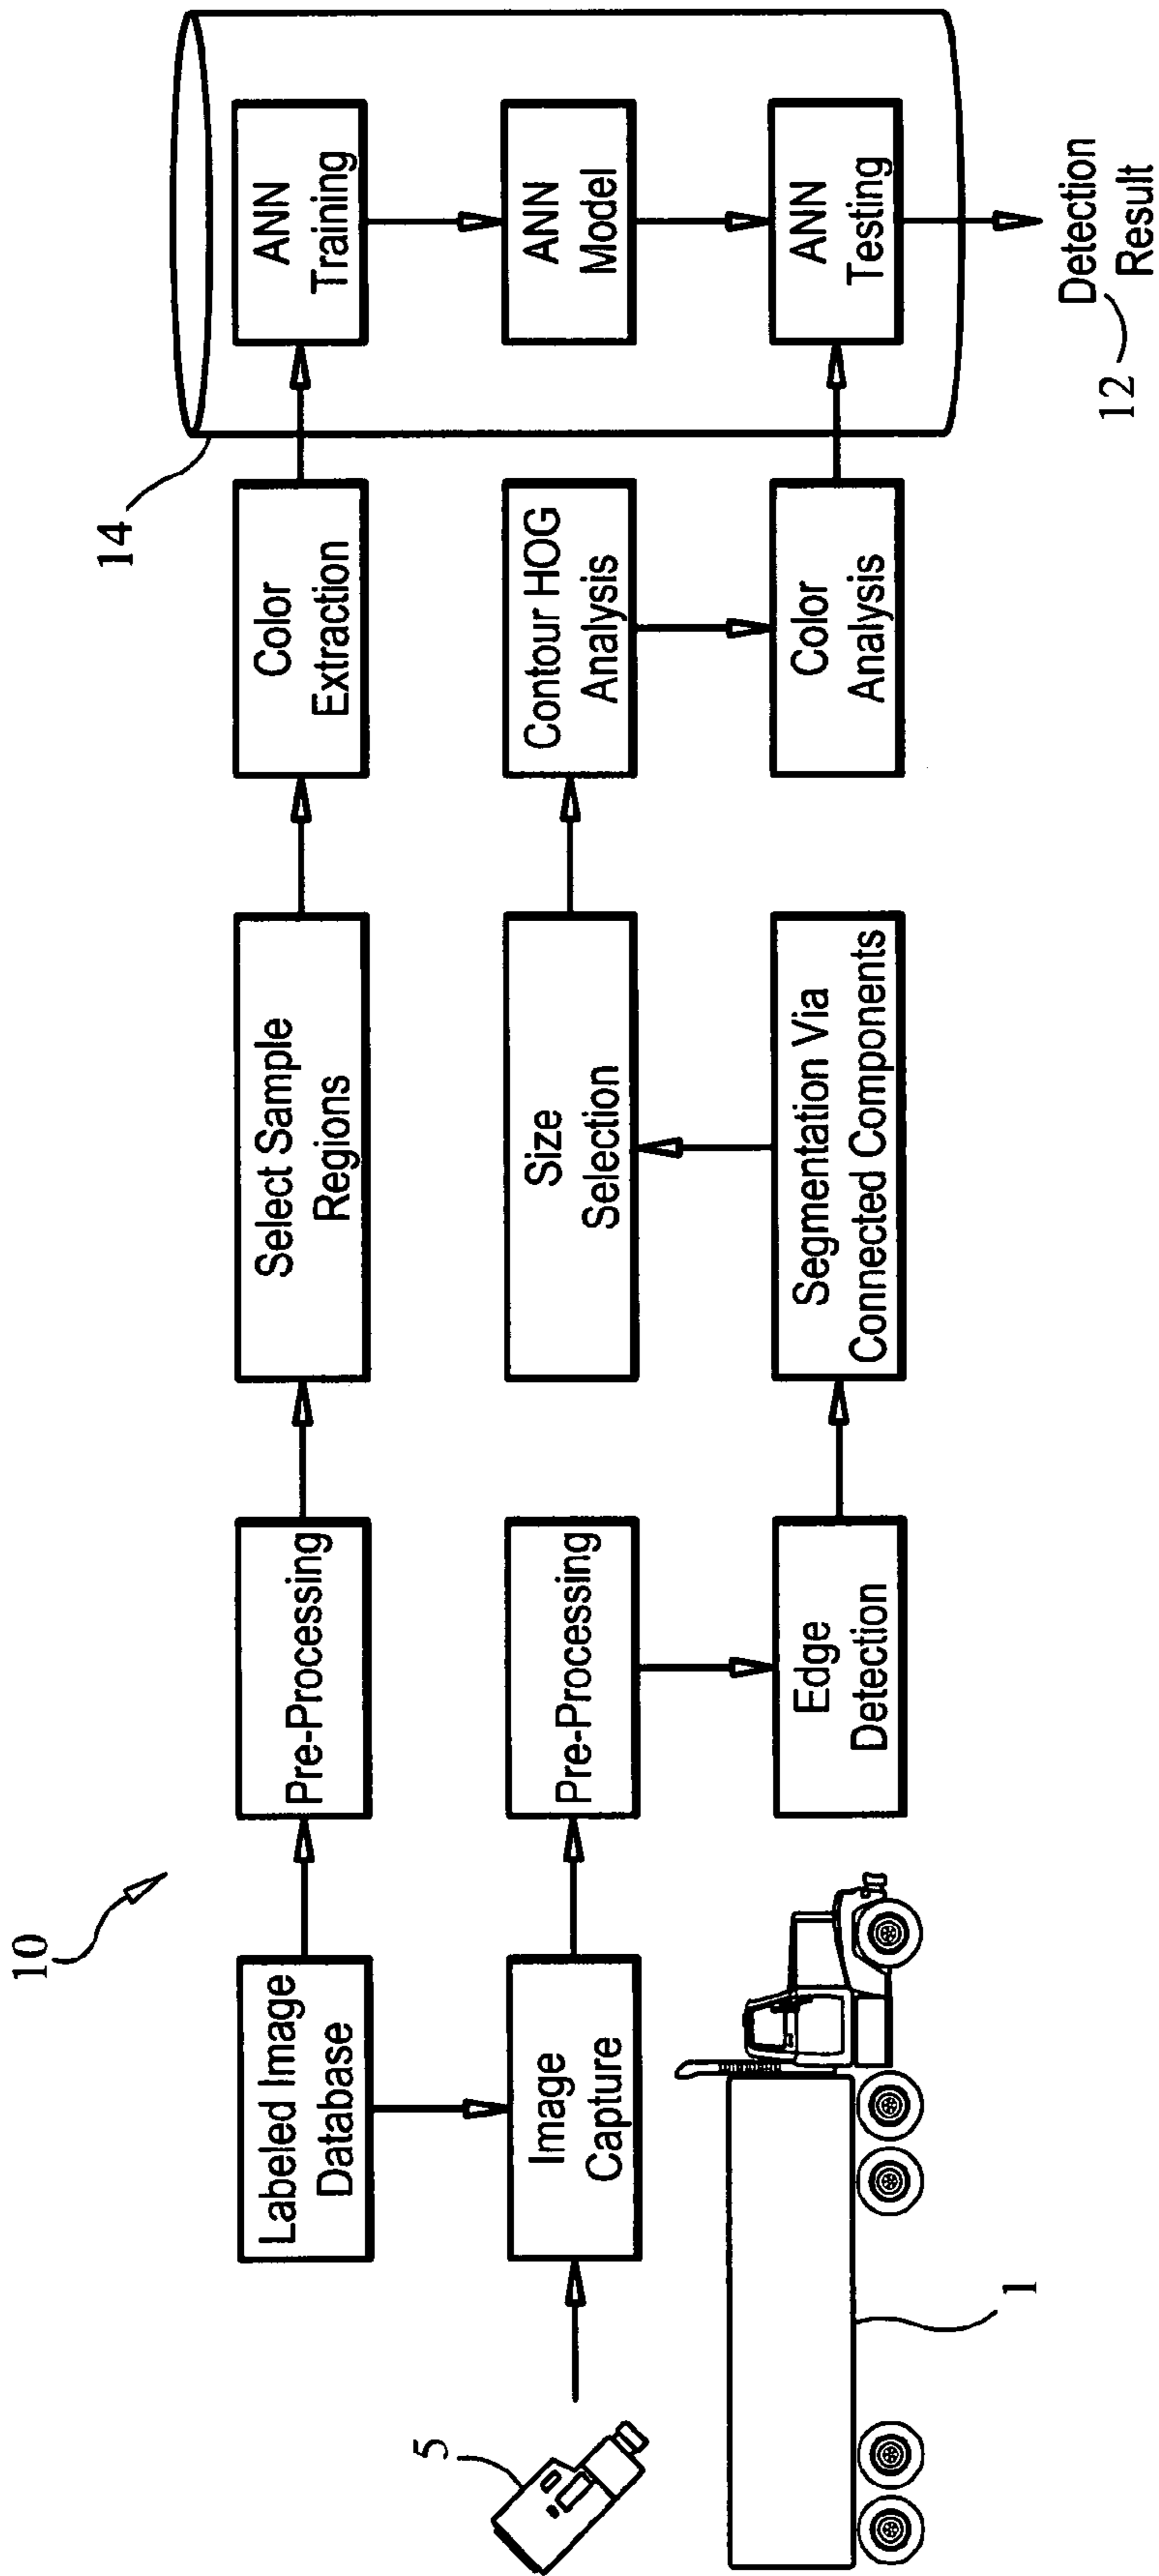 10
Labeled Image
Database
Pre-Processing
Select Sample
Regions
Color
Extraction
14
ANN
Training
5
Image
Capture
Pre-Processing
Size
Selection
Contour HOG
Analysis
ANN
Model
1
Edge
Detection
Segmentation Via
Connected Components
Color
Analysis
ANN
Testing
12
Detection
Result